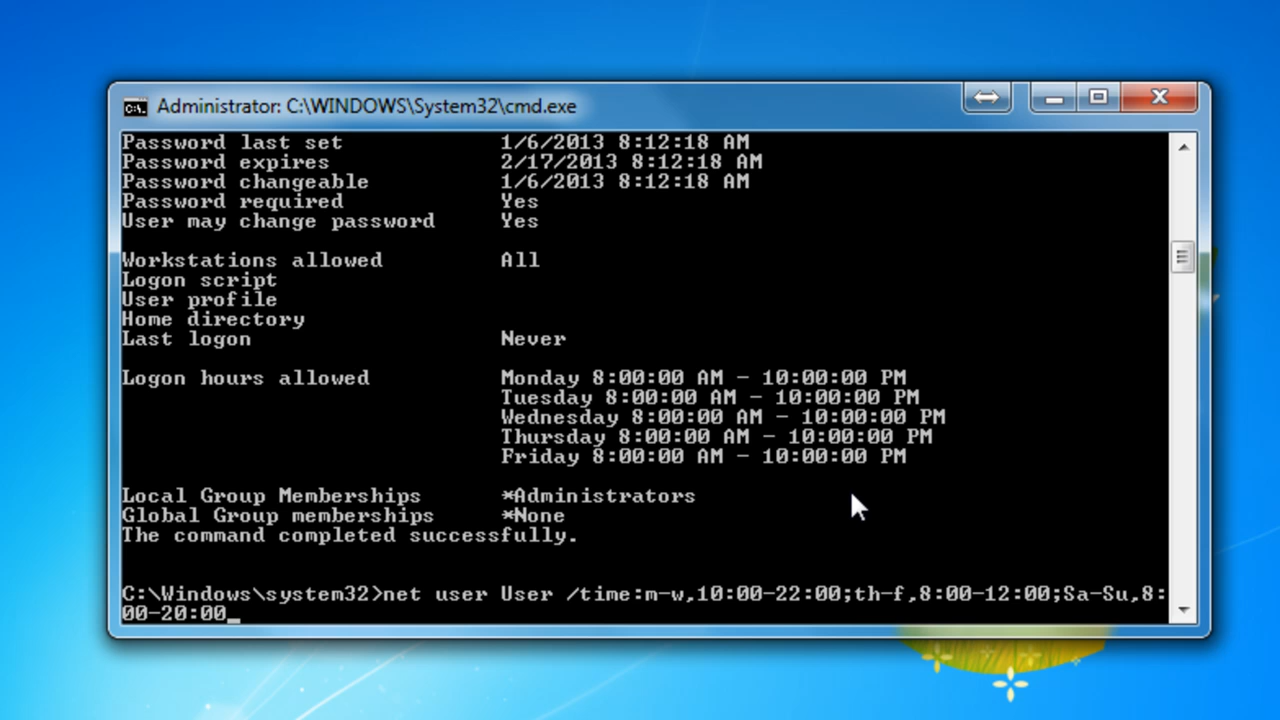 Administrator: C:\WINDOWS\System32\cmd.exe
Password last set 1/6/2013 8:12:18 AM
Password expires 2/17/2013 8:12:18 AM
Password changeable 1/6/2013 8:12:18 AM
Password required Yes
User may change password Yes
Workstations allowed All
Logon script
User profile
Home directory
Last logon Never
Logon hours allowed Monday 8:00:00 AM - 10:00:00 PM
Tuesday 8:00:00 AM - 10:00:00 PM
Wednesday 8:00:00 AM - 10:00:00 PM
Thursday 8:00:00 AM - 10:00:00 PM
Friday 8:00:00 AM - 10:00:00 PM
Local Group Memberships *Administrators
Global Group memberships *None
The command completed successfully.
C:\Windows\system32>net user User /time:m-w,10:00-22:00;th-f,8:00-12:00;Sa-Su,8:
00-20:00_